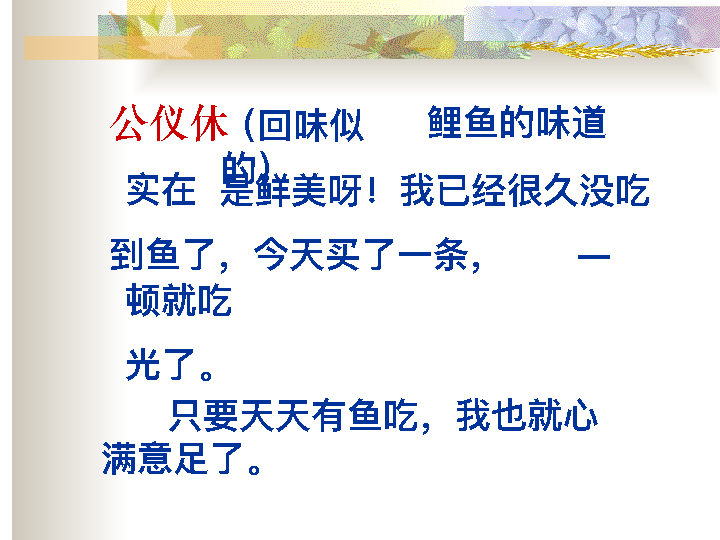 公仪休 (回味似的) 鲤鱼的味道
实在 是鲜美呀！我已经很久没吃
到鱼了，今天买了一条， 一
顿就吃
光了。
只要天天有鱼吃，我也就心
满意足了。